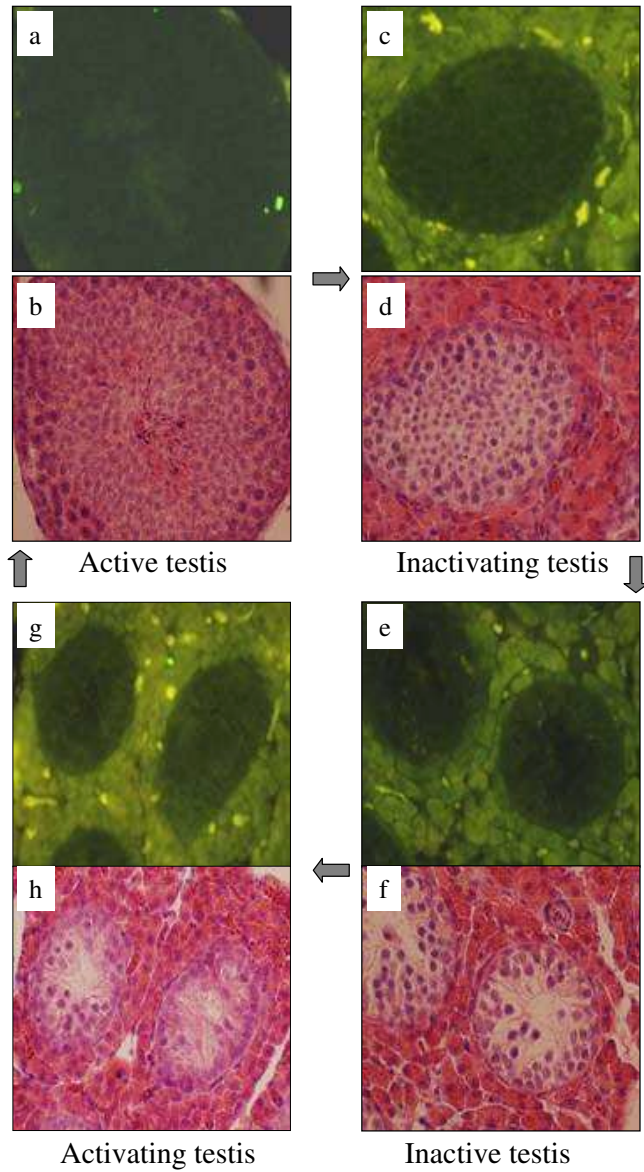 a
c
b
d
Active testis
Inactivating testis
g
e
h
f
Activating testis
Inactive testis